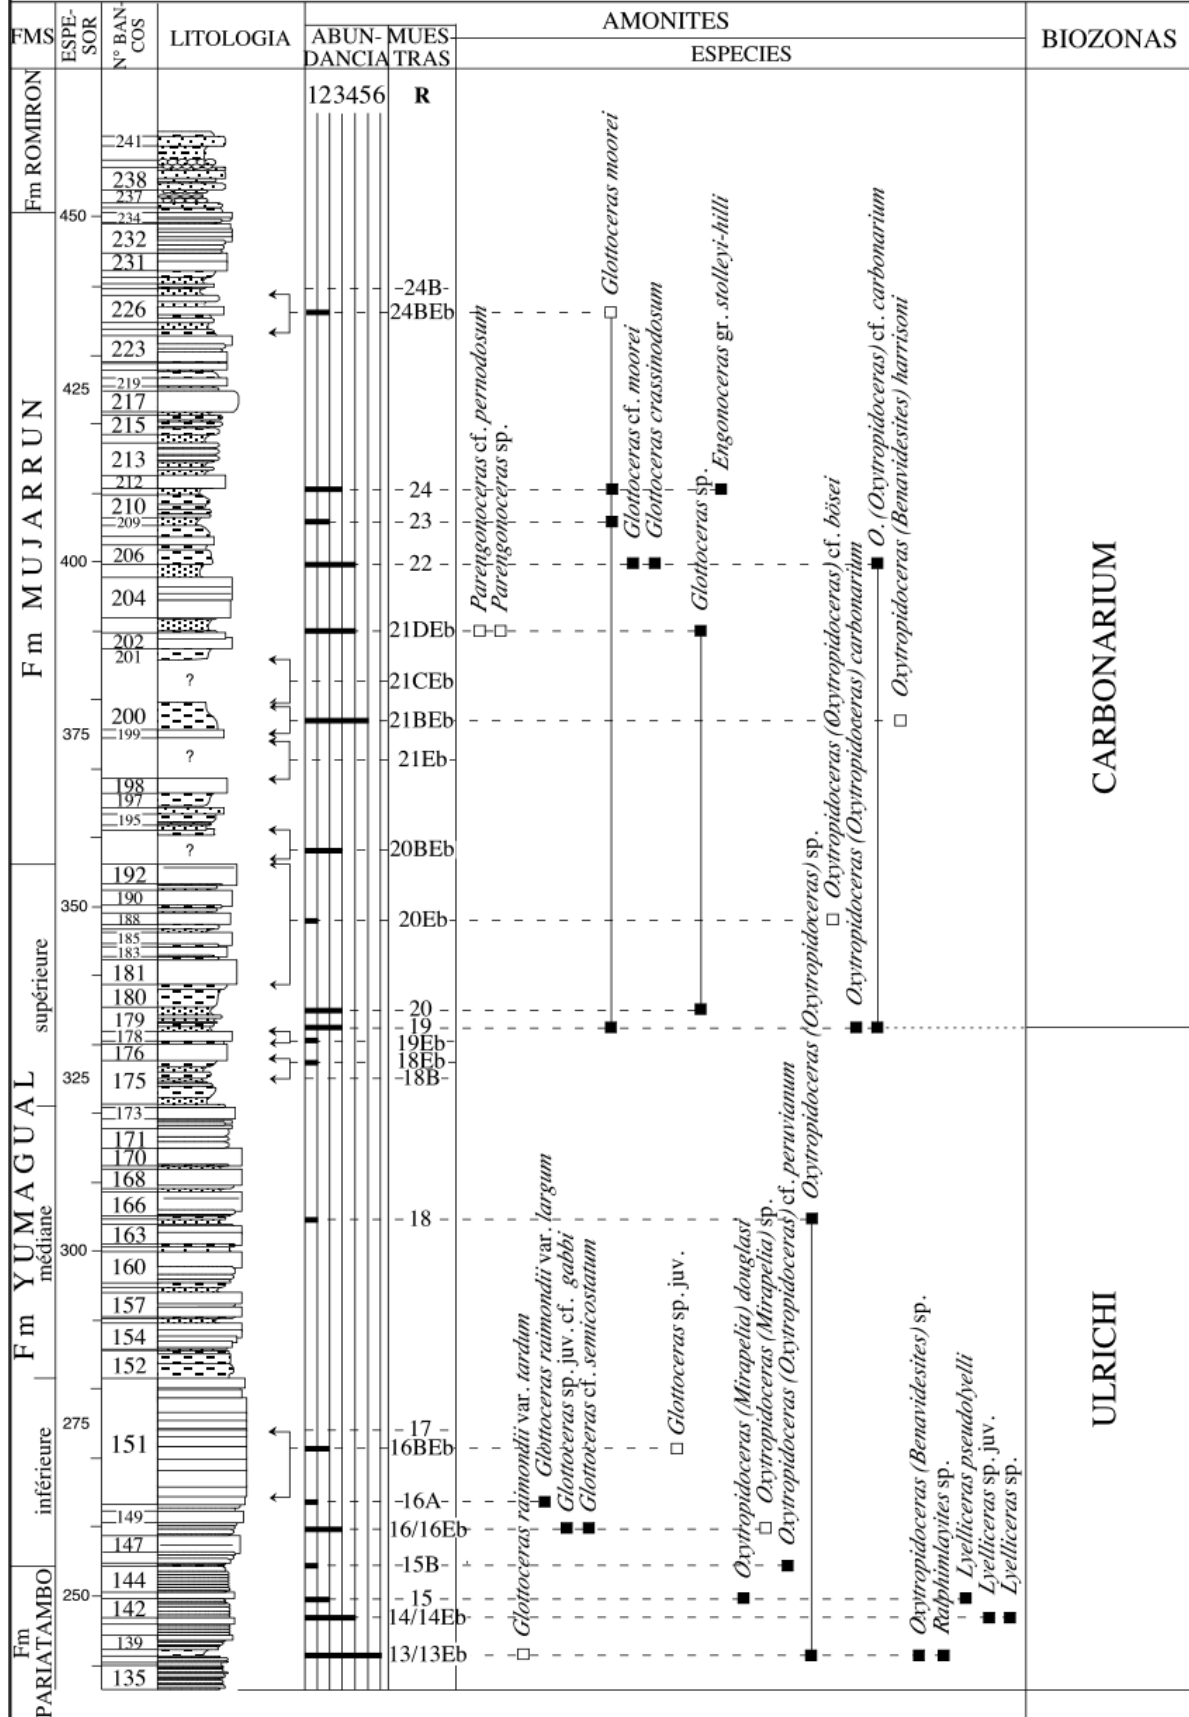 FMS
ESPE-
SOR
N° BAN-
COS
LITOLOGIA
ABUN-
DANCIA
MUES-
TRAS
AMONITES
ESPECIES
BIOZONAS
123456
R
Fm ROMIRON
Fm MUJARRUN
Fm YUMAGUAL
supérieure
médiane
inférieure
Fm
PARIATAMBO
450
425
400
375
350
325
300
275
250
241
238
237
234
232
231
226
223
219
217
215
213
212
210
209
206
204
202
201
?
200
199
?
198
197
195
?
192
190
188
185
183
181
180
179
178
176
175
173
171
170
168
166
163
160
157
154
152
151
149
147
144
142
139
135
24B
24BEb
24
23
22
21DEb
21CEb
21BEb
21Eb
20BEb
20Eb
20
19
19Eb
18Eb
18B
18
17
16BEb
16A
16/16Eb
15B
15
14/14Eb
13/13Eb
Parengonoceras cf. pernodosum
Parengonoceras sp.
Glottoceras raimondii var. tardum
Glottoceras raimondii var. largum
Glottoceras sp. juv. cf. gabbi
Glottoceras cf. semicostatum
Glottoceras moorei
Glottoceras cf. moorei
Glottoceras crassinodosum
Glottoceras sp. juv.
Glottoceras sp.
Engonoceras gr. stolleyi-hilli
Oxytropidoceras (Mirapelia) douglasi
Oxytropidoceras (Mirapelia) sp.
Oxytropidoceras (Oxytropidoceras) cf. peruvianum
Oxytropidoceras (Oxytropidoceras) sp.
Oxytropidoceras (Oxytropidoceras) cf. bösei
Oxytropidoceras (Oxytropidoceras) carbonarium
O. (Oxytropidoceras) cf. carbonarium
Oxytropidoceras (Benavidesites) harrisoni
Oxytropidoceras (Benavidesites) sp.
Ralphimlayites sp.
Lyelliceras pseudolyelli
Lyelliceras sp. juv.
Lyelliceras sp.
CARBONARIUM
ULRICHI